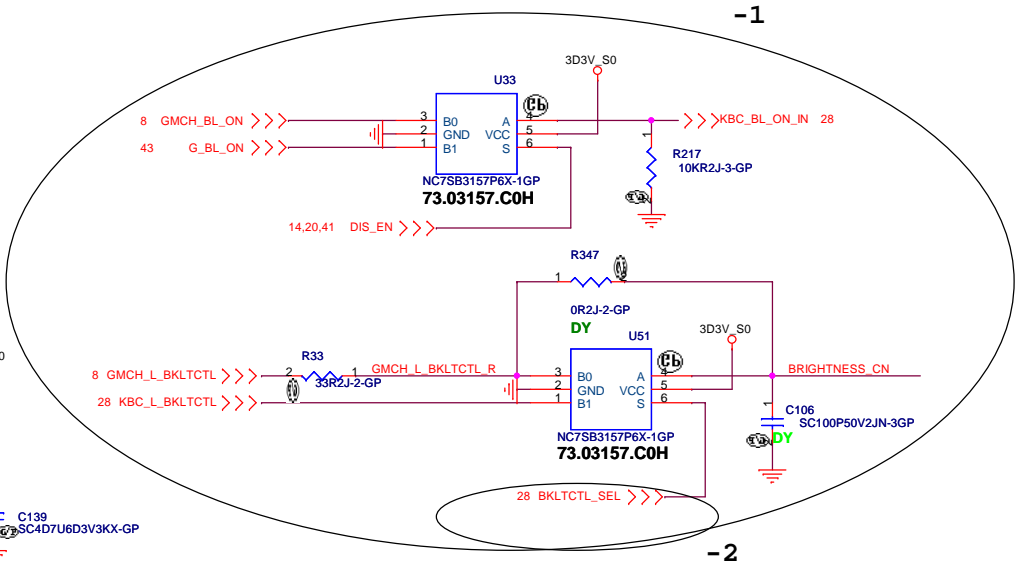 -1
3D3V_S0
U33
8 GMCH_BL_ON
43 G_BL_ON
3 B0 A 4
2 GND VCC 5
1 B1 S 6
KBC_BL_ON_IN 28
1
R217
10KR2J-3-GP
NC7SB3157P6X-1GP
73.03157.C0H
14,20,41 DIS_EN
R347
1
0R2J-2-GP
DY
U51
3D3V_S0
0
R33
8 GMCH_L_BKLTCTL 2 1 GMCH_L_BKLTCTL_R
33R2J-2-GP
28 KBC_L_BKLTCTL
3 B0 A 4
2 GND VCC 5
1 B1 S 6
BRIGHTNESS_CN
1
C106
SC100P50V2JN-3GP
DY
NC7SB3157P6X-1GP
73.03157.C0H
28 BKLTCTL_SEL
C139
SC4D7U6D3V3KX-GP
-2